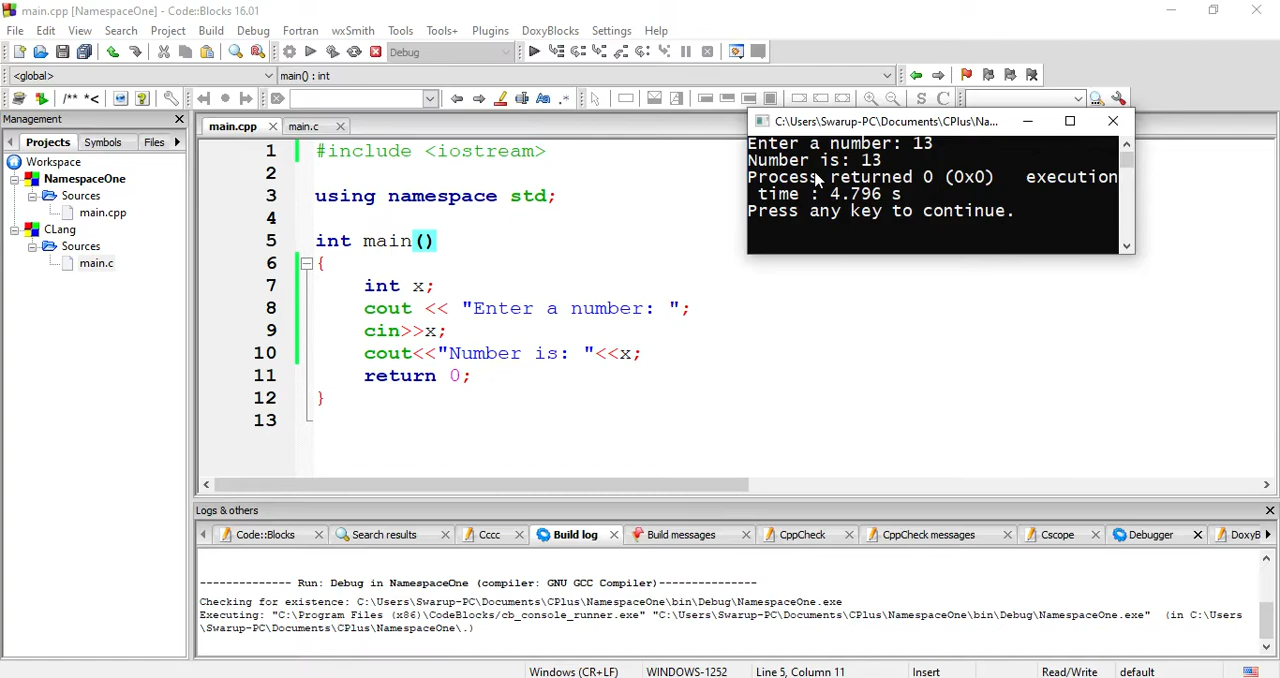 main.cpp [NamespaceOne] - Code::Blocks 16.01
File Edit View Search Project Build Debug Fortran wxSmith Tools Tools+ Plugins DoxyBlocks Settings Help
Debug
<global> main() : int
/** *< .* S C
Management
Projects Symbols Files
Workspace
NamespaceOne
Sources
main.cpp
CLang
Sources
main.c
main.cpp main.c
1 #include <iostream>
2
3 using namespace std;
4
5 int main()
6 {
7 int x;
8 cout << "Enter a number: ";
9 cin>>x;
10 cout<<"Number is: "<<x;
11 return 0;
12 }
13
C:\Users\Swarup-PC\Documents\CPlus\Na...
Enter a number: 13
Number is: 13
Process returned 0 (0x0) execution
time : 4.796 s
Press any key to continue.
Logs & others
Code::Blocks Search results Cccc Build log Build messages CppCheck CppCheck messages Cscope Debugger DoxyB
-------------- Run: Debug in NamespaceOne (compiler: GNU GCC Compiler)---------------
Checking for existence: C:\Users\Swarup-PC\Documents\CPlus\NamespaceOne\bin\Debug\NamespaceOne.exe
Executing: "C:\Program Files (x86)\CodeBlocks/cb_console_runner.exe" "C:\Users\Swarup-PC\Documents\CPlus\NamespaceOne\bin\Debug\NamespaceOne.exe" (in C:\Users
\Swarup-PC\Documents\CPlus\NamespaceOne\.)
Windows (CR+LF) WINDOWS-1252 Line 5, Column 11 Insert Read/Write default